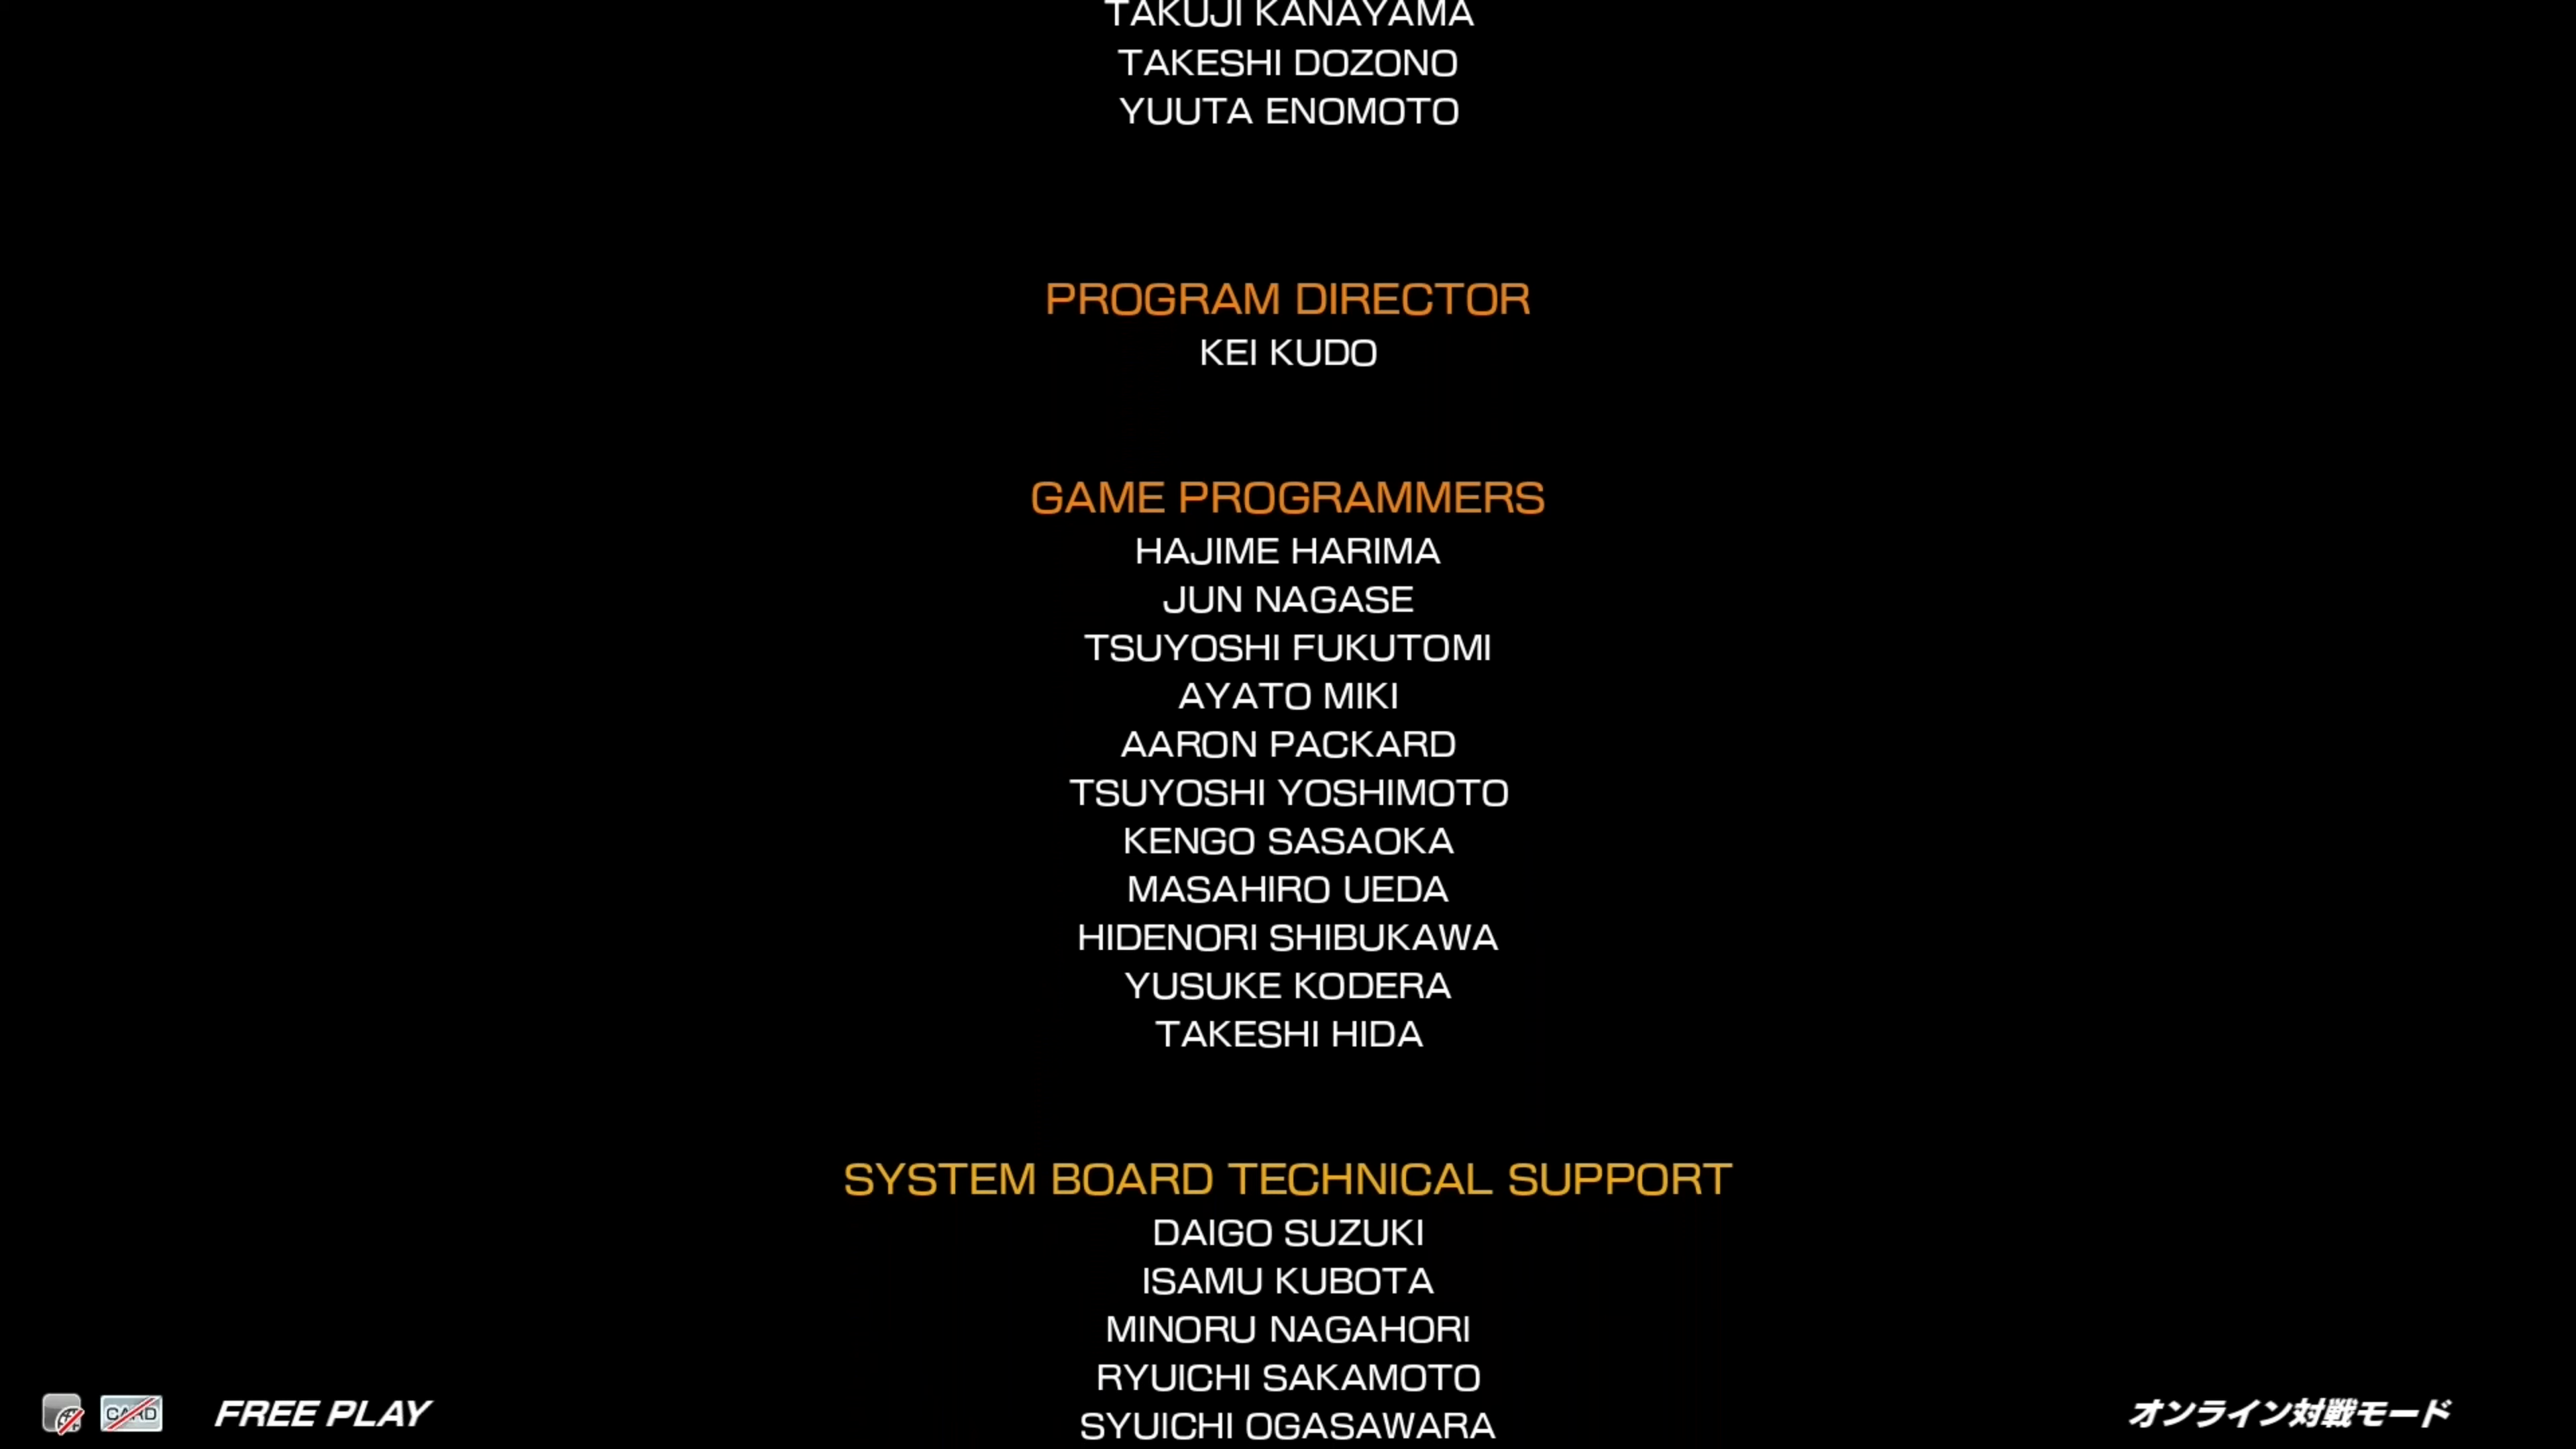 TAKUJI KANAYAMA
TAKESHI DOZONO
YUUTA ENOMOTO
PROGRAM DIRECTOR
KEI KUDO
GAME PROGRAMMERS
HAJIME HARIMA
JUN NAGASE
TSUYOSHI FUKUTOMI
AYATO MIKI
AARON PACKARD
TSUYOSHI YOSHIMOTO
KENGO SASAOKA
MASAHIRO UEDA
HIDENORI SHIBUKAWA
YUSUKE KODERA
TAKESHI HIDA
SYSTEM BOARD TECHNICAL SUPPORT
DAIGO SUZUKI
ISAMU KUBOTA
MINORU NAGAHORI
RYUICHI SAKAMOTO
SYUICHI OGASAWARA
CARD
FREE PLAY
オンライン対戦モード